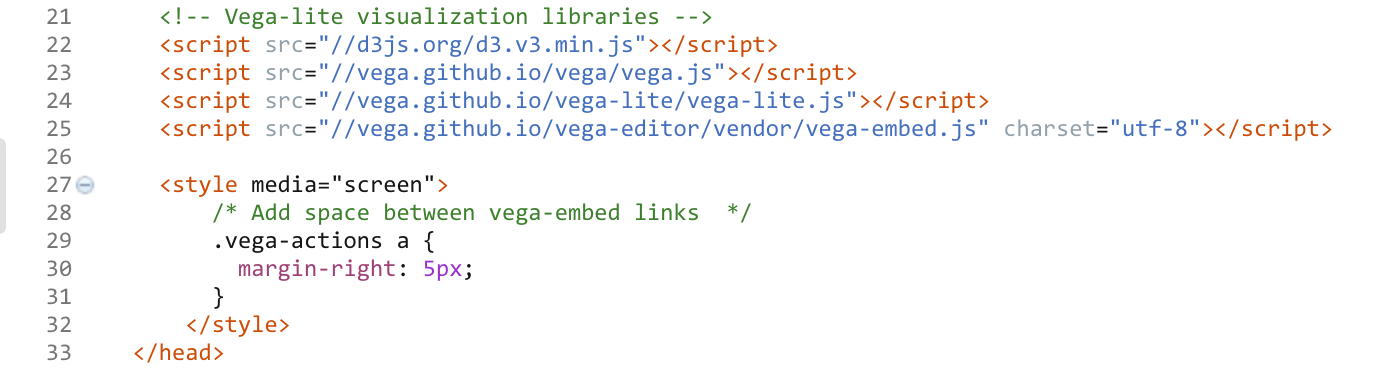 21 <!-- Vega-lite visualization libraries -->
22 <script src="//d3js.org/d3.v3.min.js"></script>
23 <script src="//vega.github.io/vega/vega.js"></script>
24 <script src="//vega.github.io/vega-lite/vega-lite.js"></script>
25 <script src="//vega.github.io/vega-editor/vendor/vega-embed.js" charset="utf-8"></script>
26
27 <style media="screen">
28 /* Add space between vega-embed links  */
29 .vega-actions a {
30 margin-right: 5px;
31 }
32 </style>
33 </head>